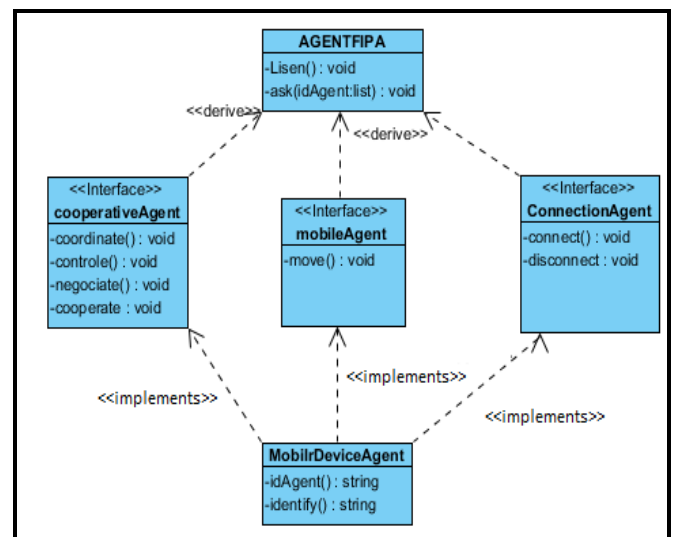 AGENTFIPA
-Lisen() : void
-ask(idAgent:list) : void
<<derive>>
<<derive>>
<<Interface>>
cooperativeAgent
-coordinate() : void
-controle() : void
-negociate() : void
-cooperate : void
<<Interface>>
mobileAgent
-move() : void
<<Interface>>
ConnectionAgent
-connect() : void
-disconnect : void
<<implements>>
<<implements>>
<<implements>>
MobilrDeviceAgent
-idAgent() : string
-identify() : string